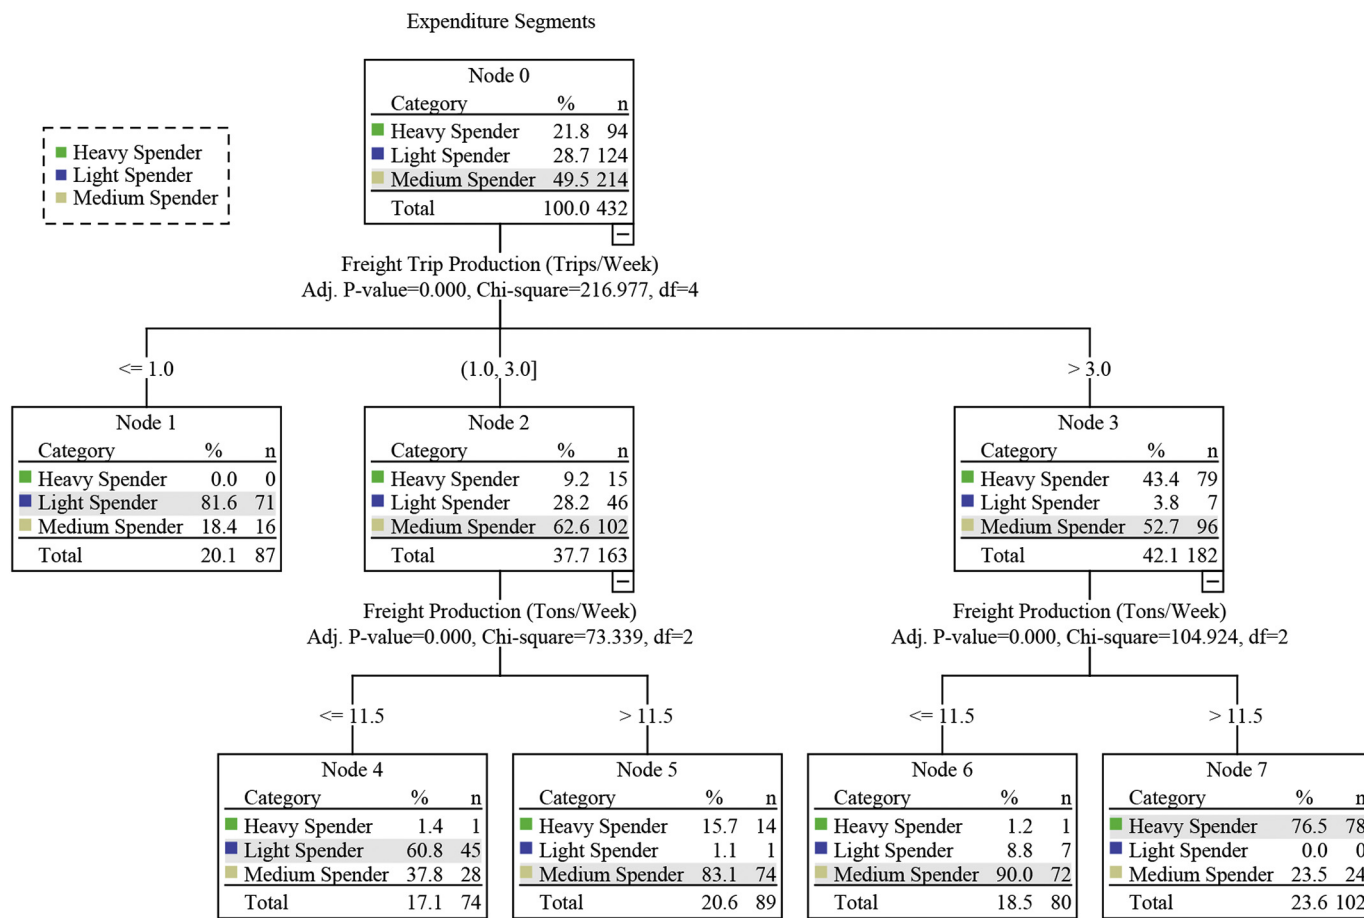 Expenditure Segments
Heavy Spender
Light Spender
Medium Spender
Node 0
Category % n
Heavy Spender 21.8 94
Light Spender 28.7 124
Medium Spender 49.5 214
Total 100.0 432
Freight Trip Production (Trips/Week)
Adj. P-value=0.000, Chi-square=216.977, df=4
<= 1.0
(1.0, 3.0]
> 3.0
Node 1
Category % n
Heavy Spender 0.0 0
Light Spender 81.6 71
Medium Spender 18.4 16
Total 20.1 87
Node 2
Category % n
Heavy Spender 9.2 15
Light Spender 28.2 46
Medium Spender 62.6 102
Total 37.7 163
Node 3
Category % n
Heavy Spender 43.4 79
Light Spender 3.8 7
Medium Spender 52.7 96
Total 42.1 182
Freight Production (Tons/Week)
Adj. P-value=0.000, Chi-square=73.339, df=2
Freight Production (Tons/Week)
Adj. P-value=0.000, Chi-square=104.924, df=2
<= 11.5
> 11.5
<= 11.5
> 11.5
Node 4
Category % n
Heavy Spender 1.4 1
Light Spender 60.8 45
Medium Spender 37.8 28
Total 17.1 74
Node 5
Category % n
Heavy Spender 15.7 14
Light Spender 1.1 1
Medium Spender 83.1 74
Total 20.6 89
Node 6
Category % n
Heavy Spender 1.2 1
Light Spender 8.8 7
Medium Spender 90.0 72
Total 18.5 80
Node 7
Category % n
Heavy Spender 76.5 78
Light Spender 0.0 0
Medium Spender 23.5 24
Total 23.6 102